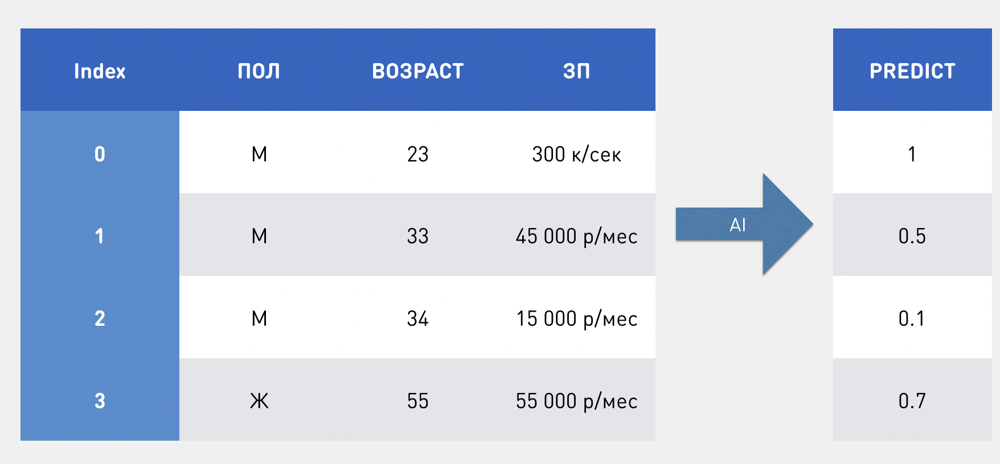 Index ПОЛ ВОЗРАСТ ЗП PREDICT
0 М 23 300 к/сек 1
1 М 33 45 000 р/мес 0.5
AI
2 М 34 15 000 р/мес 0.1
3 Ж 55 55 000 р/мес 0.7